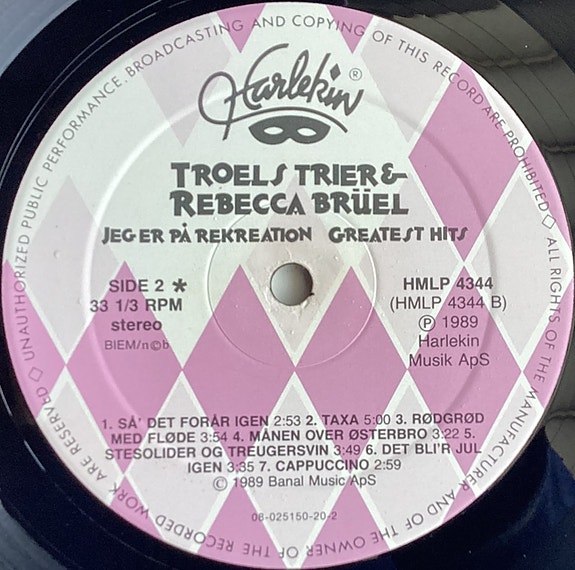 UNAUTHORIZED PUBLIC PERFORMANCE, BROADCASTING AND COPYING OF THIS RECORD ARE PROHIBITED ◇ ALL RIGHTS OF THE MANUFACTURER AND OF THE OWNER OF THE RECORDED WORK ARE RESERVED ◇
Harlekin ®
TROELS TRIER &
REBECCA BRÜEL
JEG ER PÅ REKREATION GREATEST HITS
SIDE 2 *
33 1/3 RPM
stereo
BIEM/n©b
HMLP 4344
(HMLP 4344 B)
Ⓟ 1989
Harlekin
Musik ApS
1. SÅ' DET FORÅR IGEN 2:53 2. TAXA 5:00 3. RØDGRØD
MED FLØDE 3:54 4. MÅNEN OVER ØSTERBRO 3:22 5.
STESOLIDER OG TREUGERSVIN 3:49 6. DET BLI'R JUL
IGEN 3:35 7. CAPPUCCINO 2:59
© 1989 Banal Music ApS
08-025150-20-2